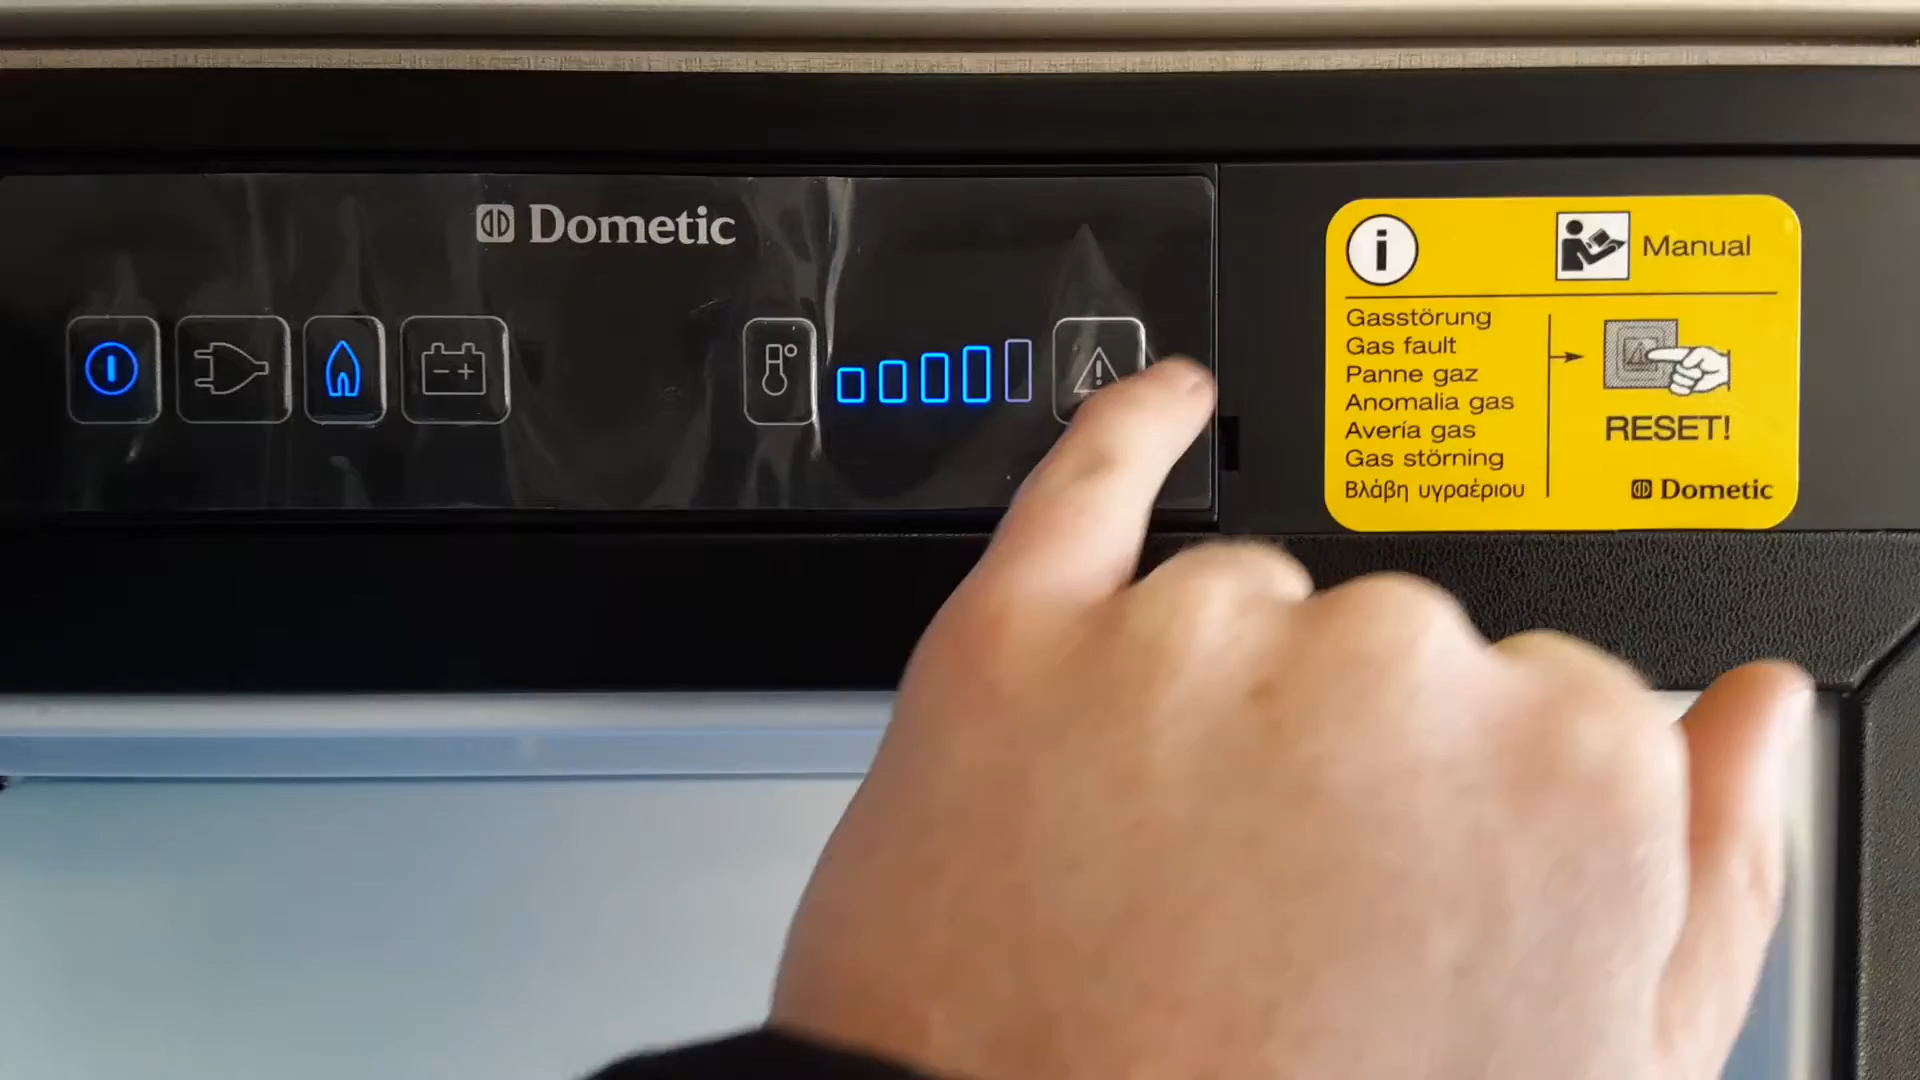 Dometic
i
Manual
Gasstörung
Gas fault
Panne gaz
Anomalia gas
Avería gas
Gas störning
Βλάβη υγραέριου
RESET!
Dometic